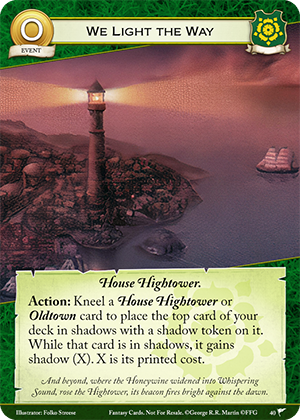 We Light the Way
0
EVENT
House Hightower.
Action: Kneel a House Hightower or
Oldtown card to place the top card of your
deck in shadows with a shadow token on it.
While that card is in shadows, it gains
shadow (X). X is its printed cost.
And beyond, where the Honeywine widened into Whispering
Sound, rose the Hightower, its beacon fires bright against the dawn.
Illustrator: Folko Streese
Fantasy Cards. Not For Resale. ©George R.R. Martin ©FFG
40